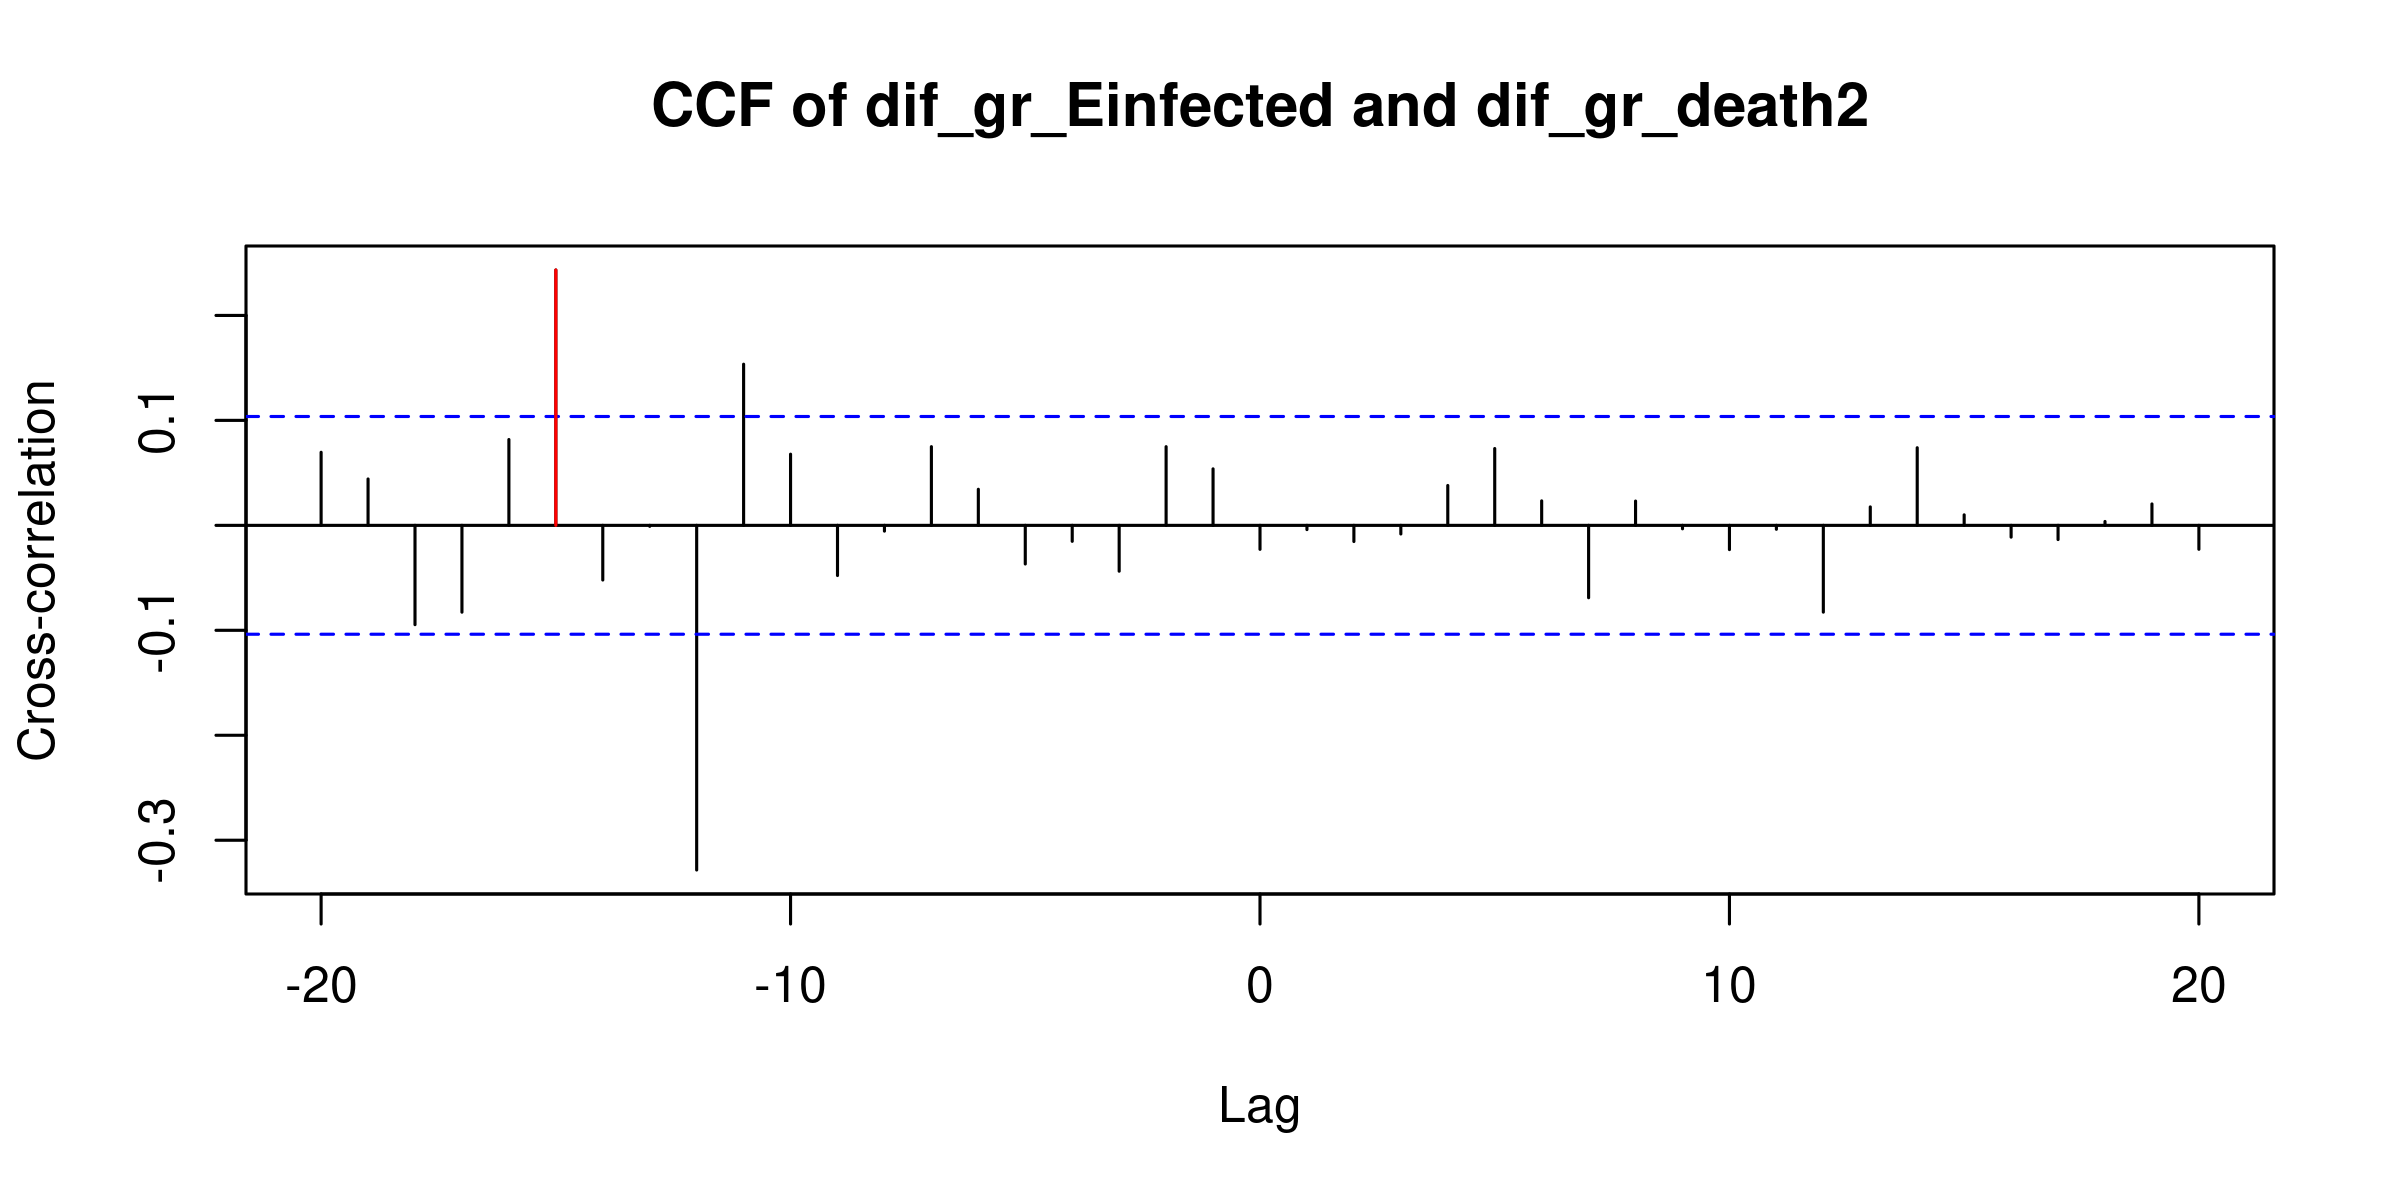 CCF of dif_gr_Einfected and dif_gr_death2
Cross-correlation
0.1
-0.1
-0.3
-20 -10 0 10 20
Lag